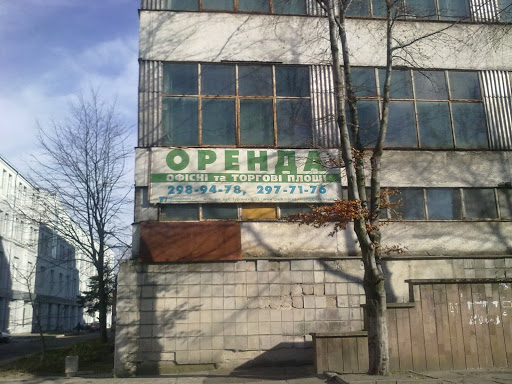 ОРЕНДА
ОФІСНІ та ТОРГОВІ ПЛОЩІ
298-94-78, 297-71-76